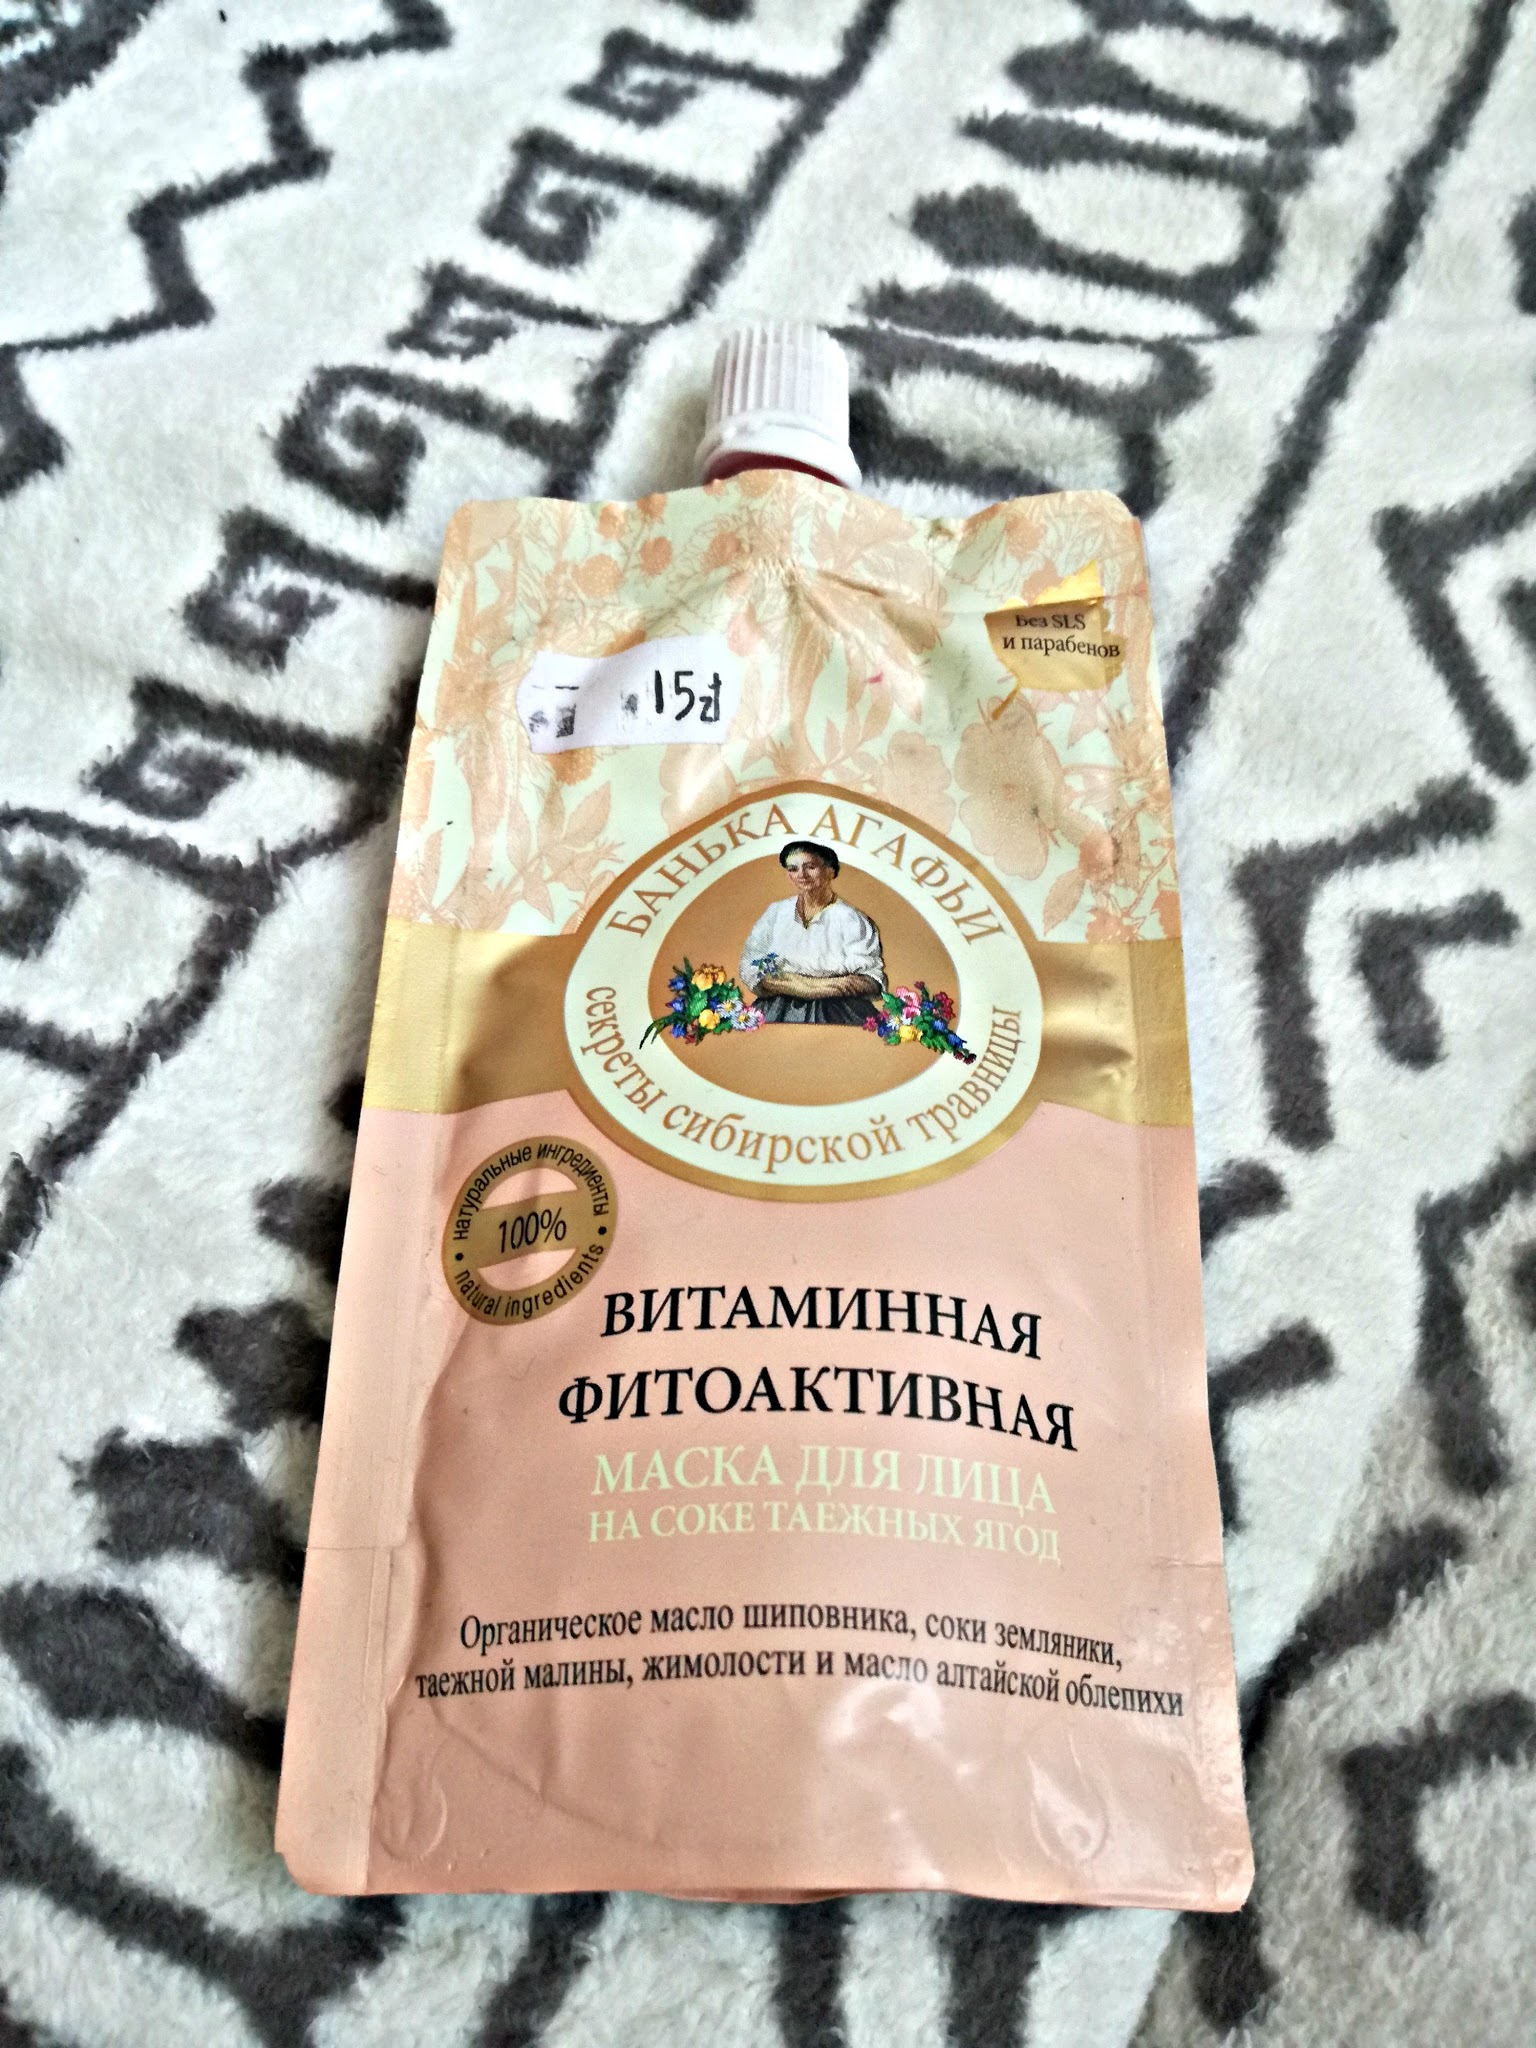 Без SLS
и парабенов
15zł
БАНЬКА АГАФЬИ
секреты сибирской травницы
натуральные ингредиенты
100%
natural ingredients
ВИТАМИННАЯ
ФИТОАКТИВНАЯ
МАСКА ДЛЯ ЛИЦА
НА СОКЕ ТАЕЖНЫХ ЯГОД
Органическое масло шиповника, соки земляники,
таежной малины, жимолости и масло алтайской облепихи